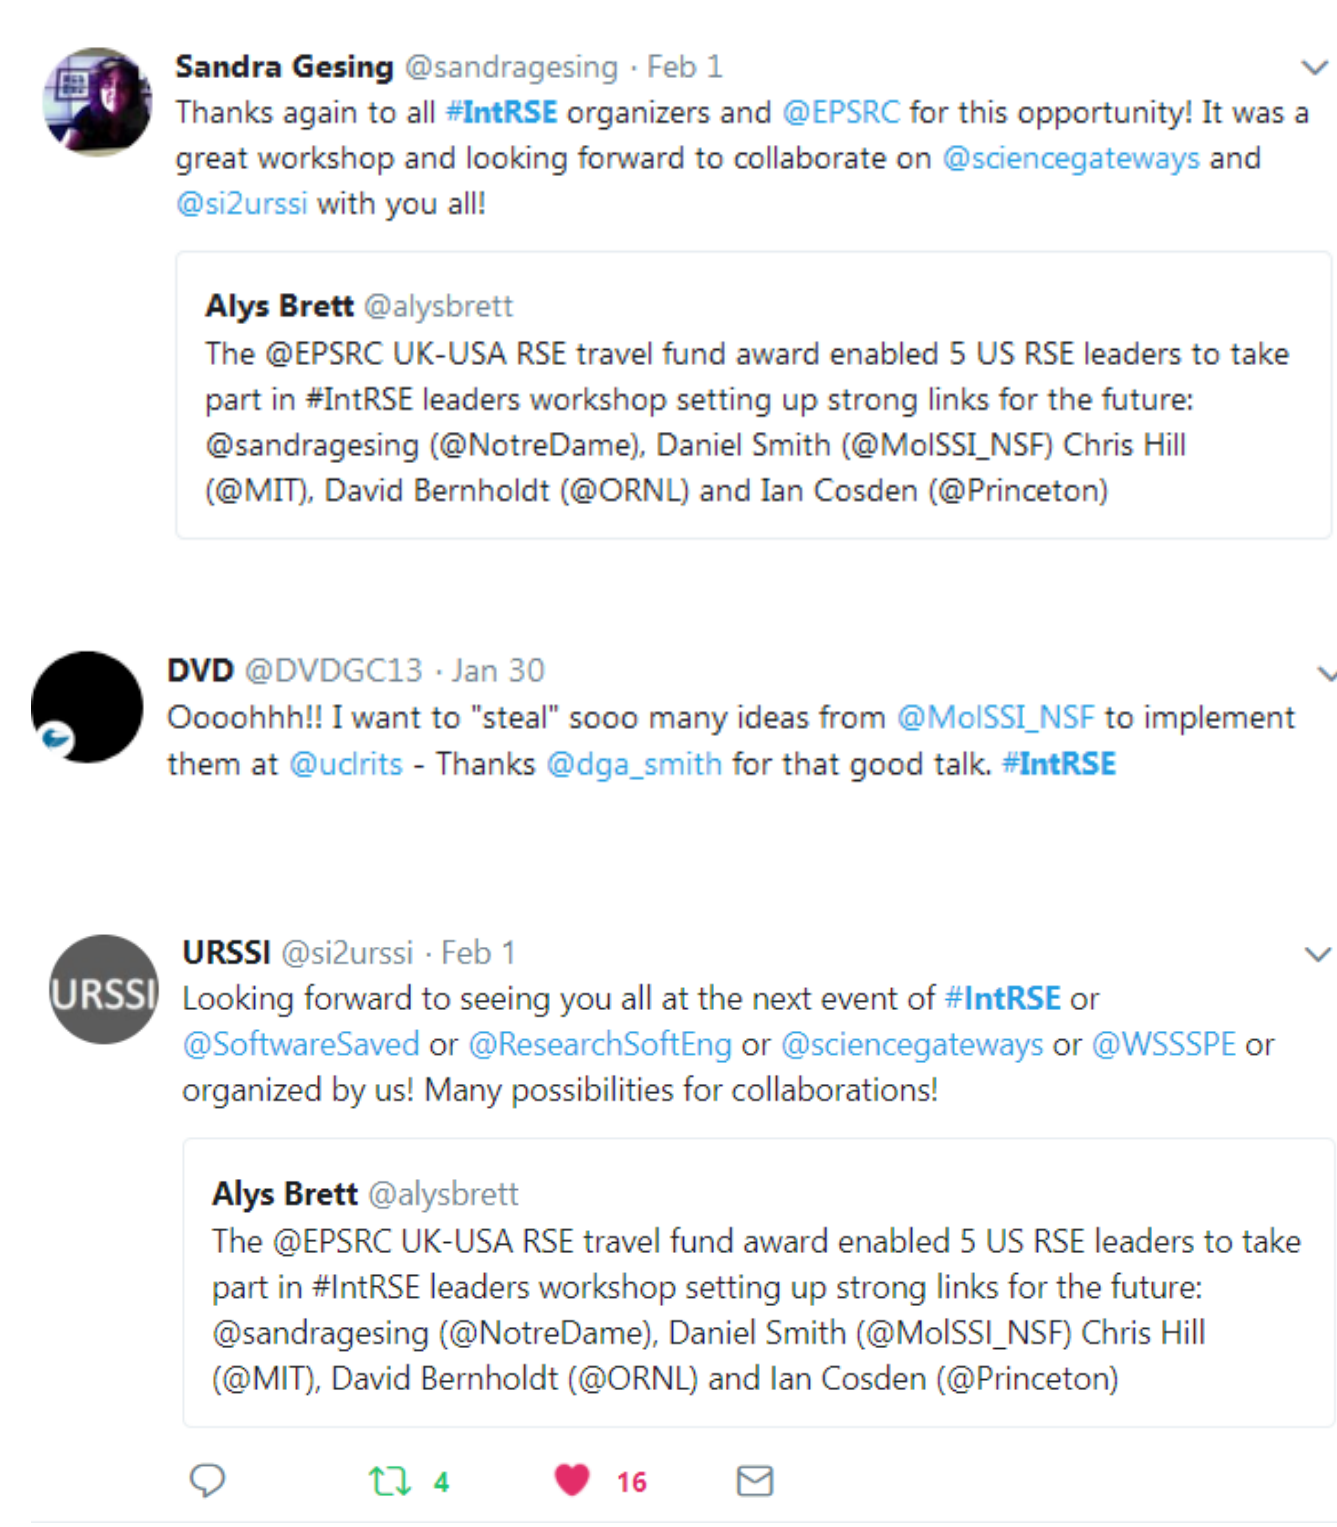 Sandra Gesing @sandragesing · Feb 1
Thanks again to all #IntRSE organizers and @EPSRC for this opportunity! It was a
great workshop and looking forward to collaborate on @sciencegateways and
@si2urssi with you all!
Alys Brett @alysbrett
The @EPSRC UK-USA RSE travel fund award enabled 5 US RSE leaders to take
part in #IntRSE leaders workshop setting up strong links for the future:
@sandragesing (@NotreDame), Daniel Smith (@MolSSI_NSF) Chris Hill
(@MIT), David Bernholdt (@ORNL) and Ian Cosden (@Princeton)
DVD @DVDGC13 · Jan 30
Oooohhh!! I want to "steal" sooo many ideas from @MolSSI_NSF to implement
them at @uclrits - Thanks @dga_smith for that good talk. #IntRSE
URSSI
URSSI @si2urssi · Feb 1
Looking forward to seeing you all at the next event of #IntRSE or
@SoftwareSaved or @ResearchSoftEng or @sciencegateways or @WSSSPE or
organized by us! Many possibilities for collaborations!
Alys Brett @alysbrett
The @EPSRC UK-USA RSE travel fund award enabled 5 US RSE leaders to take
part in #IntRSE leaders workshop setting up strong links for the future:
@sandragesing (@NotreDame), Daniel Smith (@MolSSI_NSF) Chris Hill
(@MIT), David Bernholdt (@ORNL) and Ian Cosden (@Princeton)
4 16